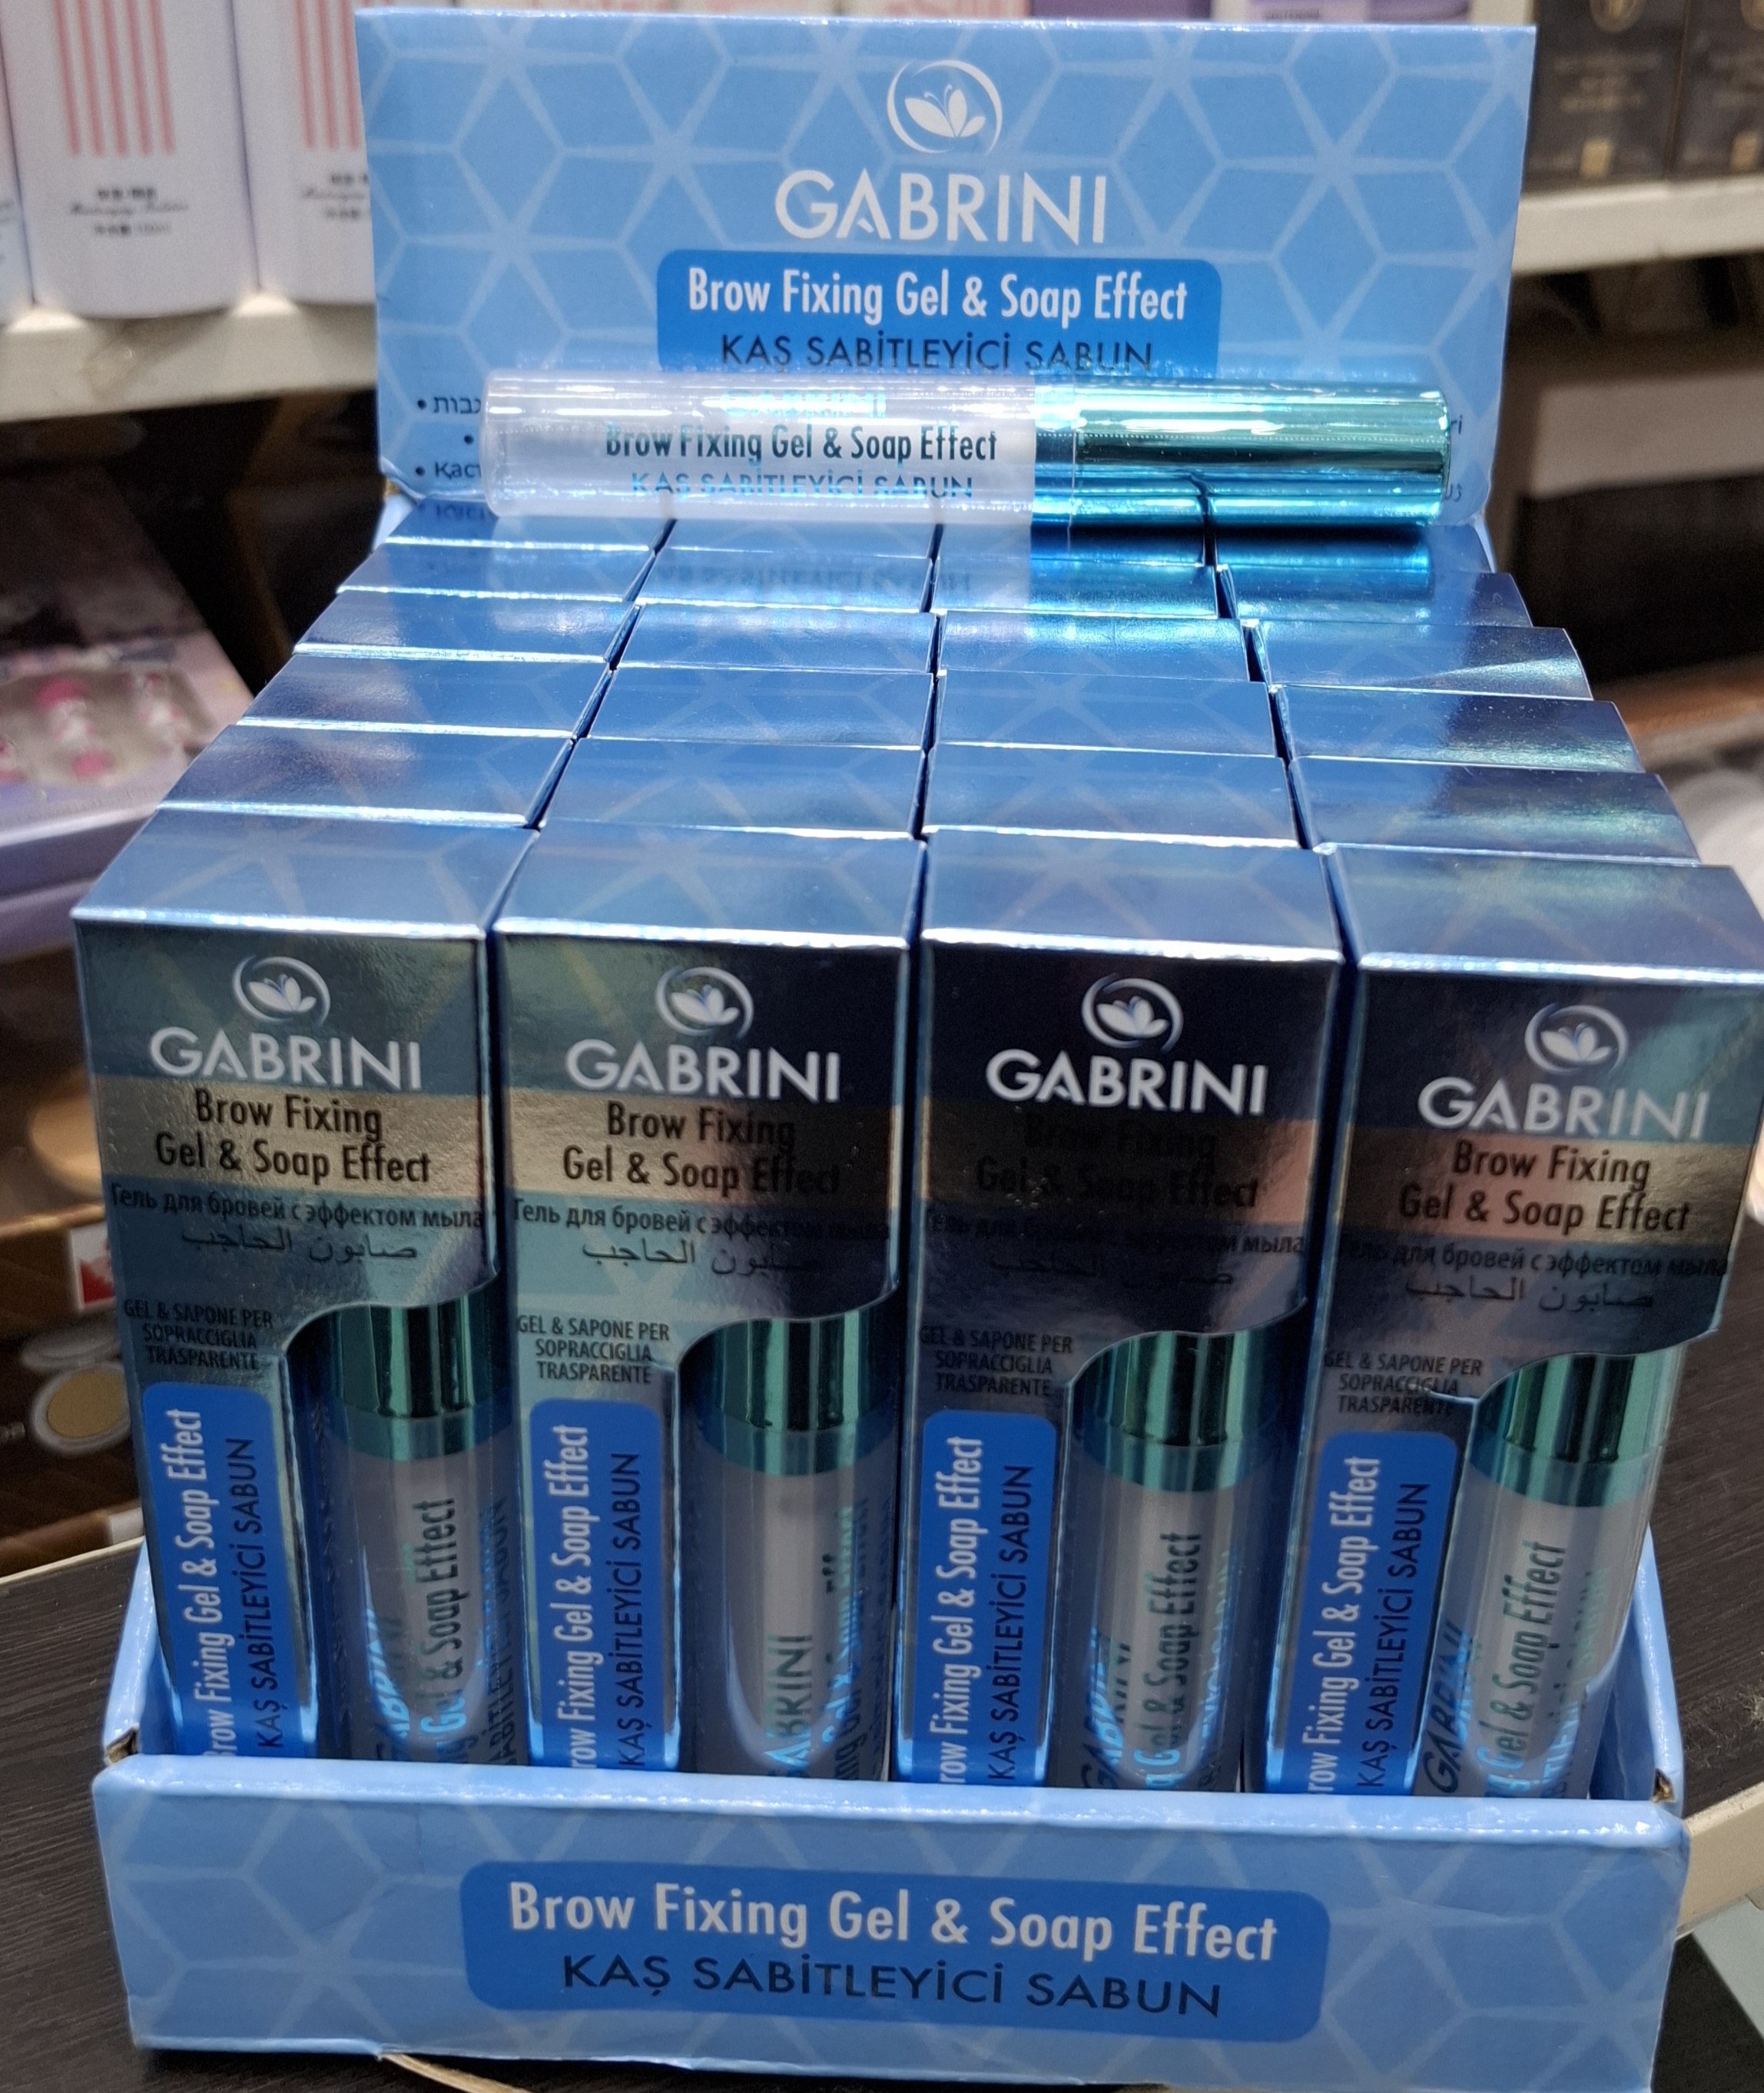 GABRINI
Brow Fixing Gel & Soap Effect
KAŞ SABİTLEYİCİ SABUN
GABRINI
Brow Fixing Gel & Soap Effect
KAŞ SABİTLEYİCİ SABUN
GABRINI
Brow Fixing
Gel & Soap Effect
Гель для бровей с эффектом мыла
صابون الحاجب
GEL & SAPONE PER
SOPRACCIGLIA
TRASPARENTE
Brow Fixing Gel & Soap Effect
KAŞ SABİTLEYİCİ SABUN
Gel & Soap Effect
GABRINI
Brow Fixing
Gel & Soap Effect
Гель для бровей с эффектом мыла
صابون الحاجب
GEL & SAPONE PER
SOPRACCIGLIA
TRASPARENTE
Brow Fixing Gel & Soap Effect
KAŞ SABİTLEYİCİ SABUN
GABRINI
GABRINI
Brow Fixing
Gel & Soap Effect
мыла
GEL & SAPONE PER
SOPRACCIGLIA
TRASPARENTE
Brow Fixing Gel & Soap Effect
KAŞ SABİTLEYİCİ SABUN
GABRINI
Gel & Soap Effect
GABRINI
Brow Fixing
Gel & Soap Effect
Гель для бровей с эффектом мыла
صابون الحاجب
GEL & SAPONE PER
SOPRACCIGLIA
TRASPARENTE
Brow Fixing Gel & Soap Effect
KAŞ SABİTLEYİCİ SABUN
GABRINI
Gel & Soap Effect
Brow Fixing Gel & Soap Effect
KAŞ SABİTLEYİCİ SABUN